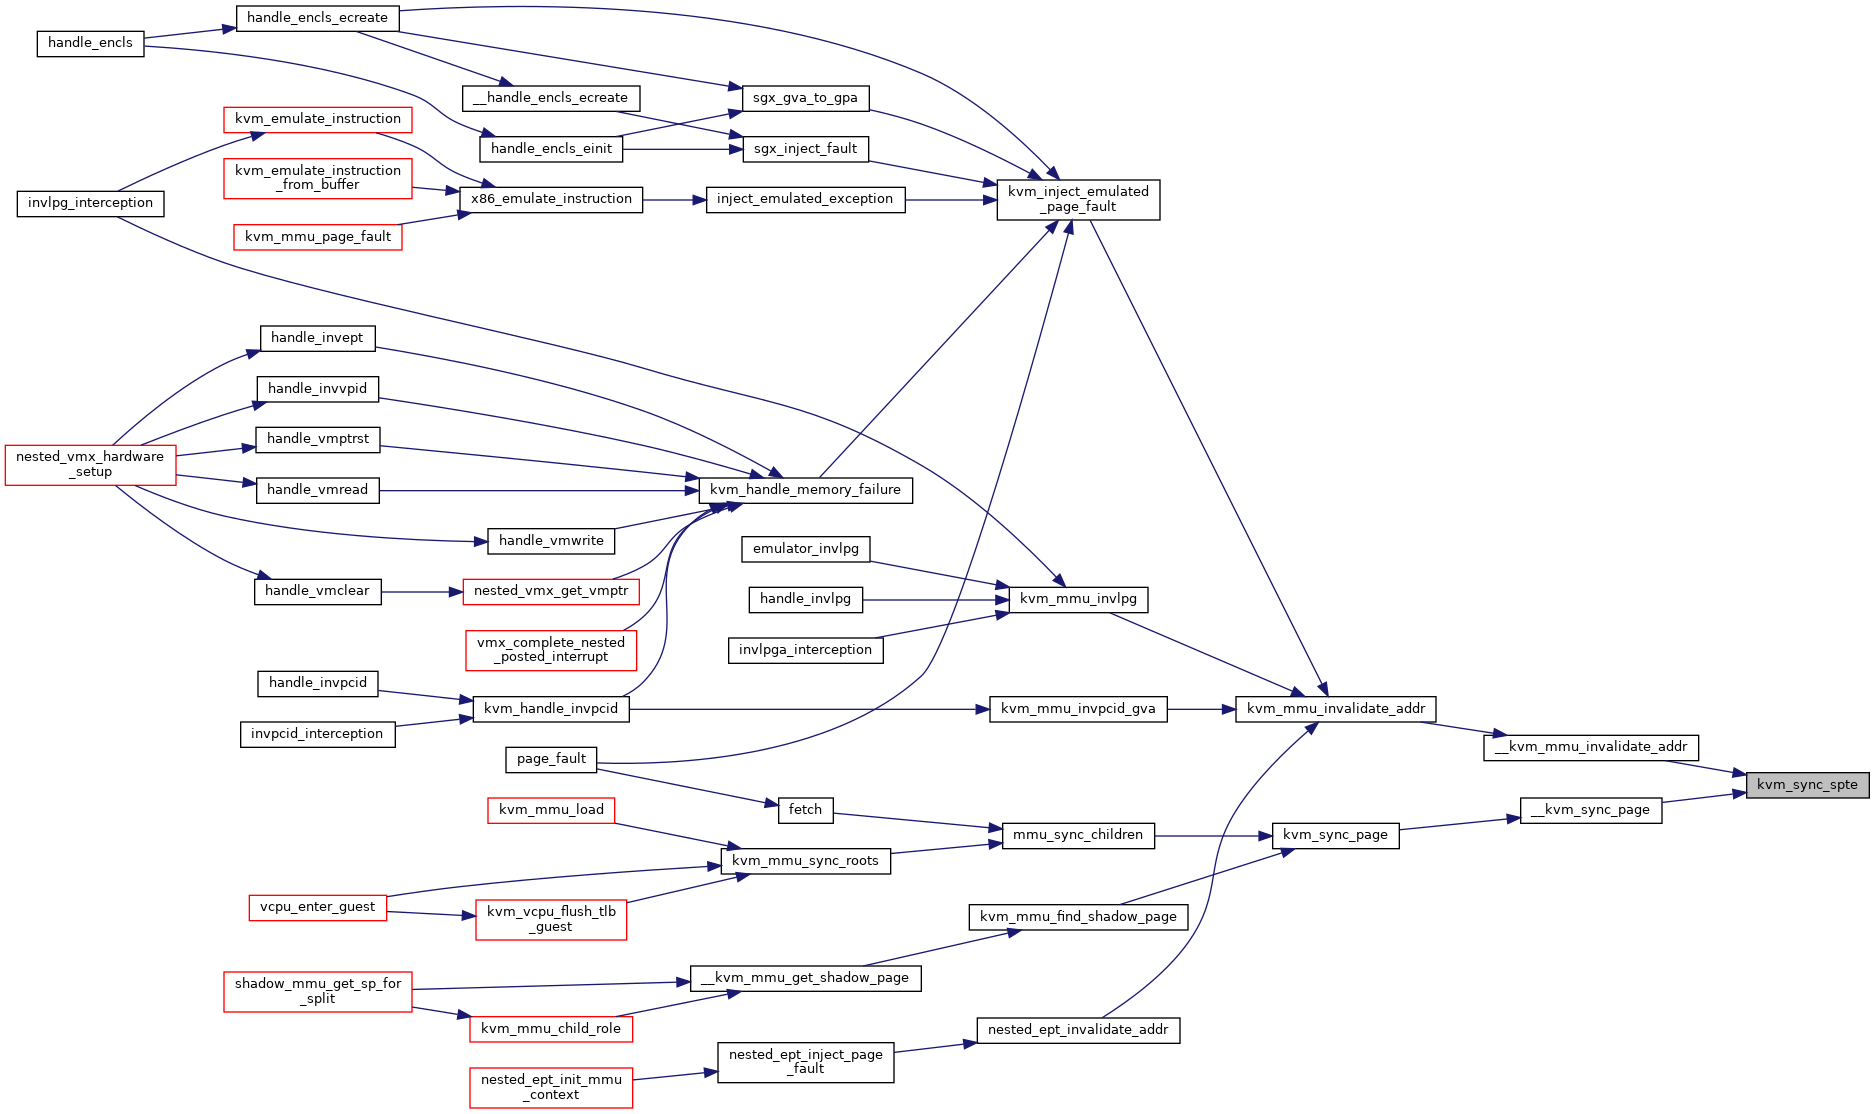 handle_encls_ecreate
handle_encls
__handle_encls_ecreate
sgx_gva_to_gpa
kvm_emulate_instruction
handle_encls_einit
sgx_inject_fault
kvm_emulate_instruction
_from_buffer
invlpg_interception
x86_emulate_instruction
inject_emulated_exception
kvm_inject_emulated
_page_fault
kvm_mmu_page_fault
handle_invept
handle_invvpid
handle_vmptrst
nested_vmx_hardware
_setup
handle_vmread
kvm_handle_memory_failure
handle_vmwrite
emulator_invlpg
handle_vmclear
nested_vmx_get_vmptr
handle_invlpg
kvm_mmu_invlpg
vmx_complete_nested
_posted_interrupt
invlpga_interception
handle_invpcid
kvm_handle_invpcid
kvm_mmu_invpcid_gva
kvm_mmu_invalidate_addr
invpcid_interception
__kvm_mmu_invalidate_addr
page_fault
kvm_sync_spte
kvm_mmu_load
fetch
__kvm_sync_page
mmu_sync_children
kvm_sync_page
kvm_mmu_sync_roots
vcpu_enter_guest
kvm_vcpu_flush_tlb
_guest
kvm_mmu_find_shadow_page
shadow_mmu_get_sp_for
_split
__kvm_mmu_get_shadow_page
kvm_mmu_child_role
nested_ept_invalidate_addr
nested_ept_inject_page
_fault
nested_ept_init_mmu
_context